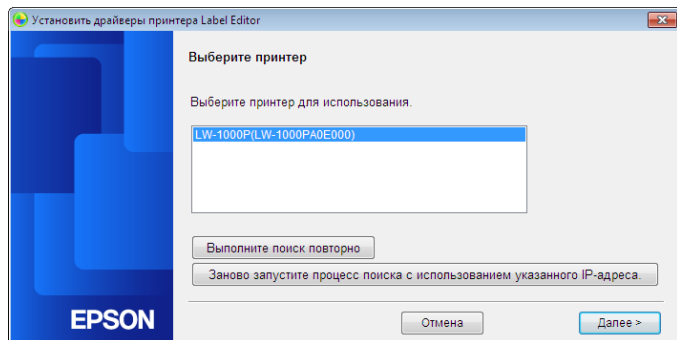 Установить драйверы принтера Label Editor
Выберите принтер
Выберите принтер для использования.
LW-1000P(LW-1000PA0E000)
Выполните поиск повторно
Заново запустите процесс поиска с использованием указанного IP-адреса.
EPSON
Отмена
Далее >